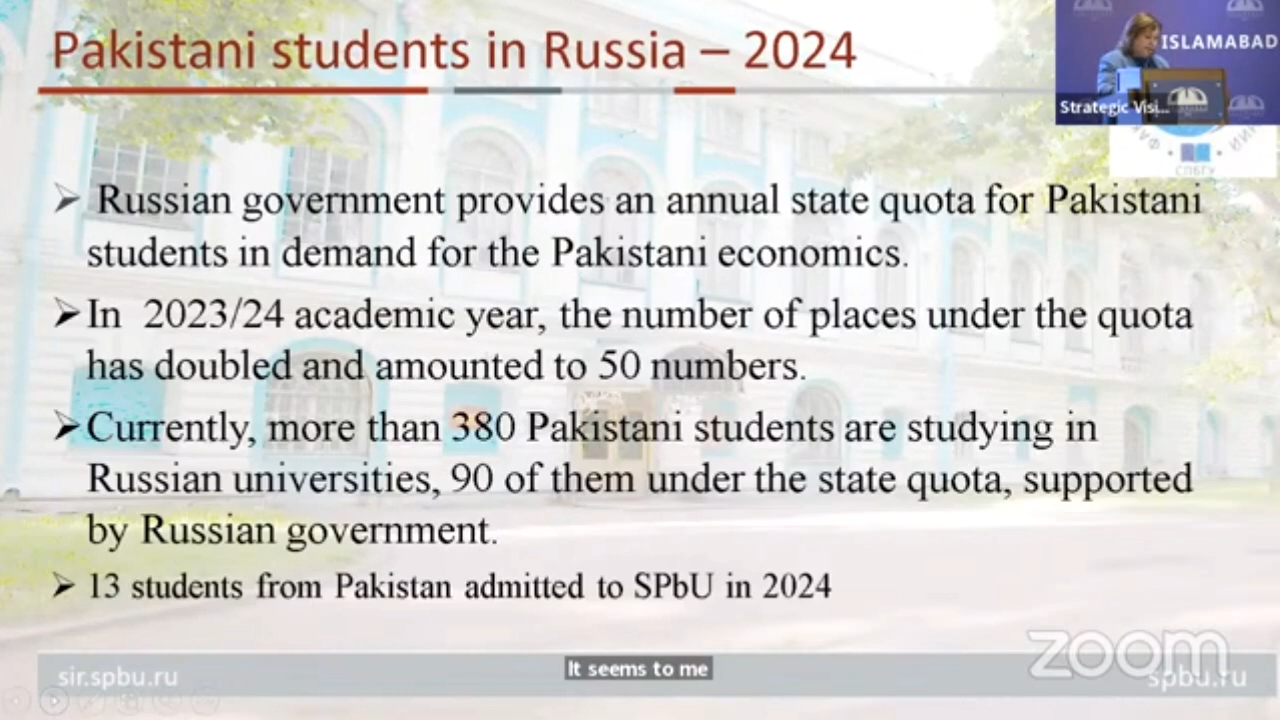 Pakistani students in Russia – 2024
ISLAMABAD
Strategic Visi...
СПБГУ
➢ Russian government provides an annual state quota for Pakistani
students in demand for the Pakistani economics.
➢ In 2023/24 academic year, the number of places under the quota
has doubled and amounted to 50 numbers.
➢ Currently, more than 380 Pakistani students are studying in
Russian universities, 90 of them under the state quota, supported
by Russian government.
➢ 13 students from Pakistan admitted to SPbU in 2024
zoom
sir.spbu.ru
It seems to me
spbu.ru